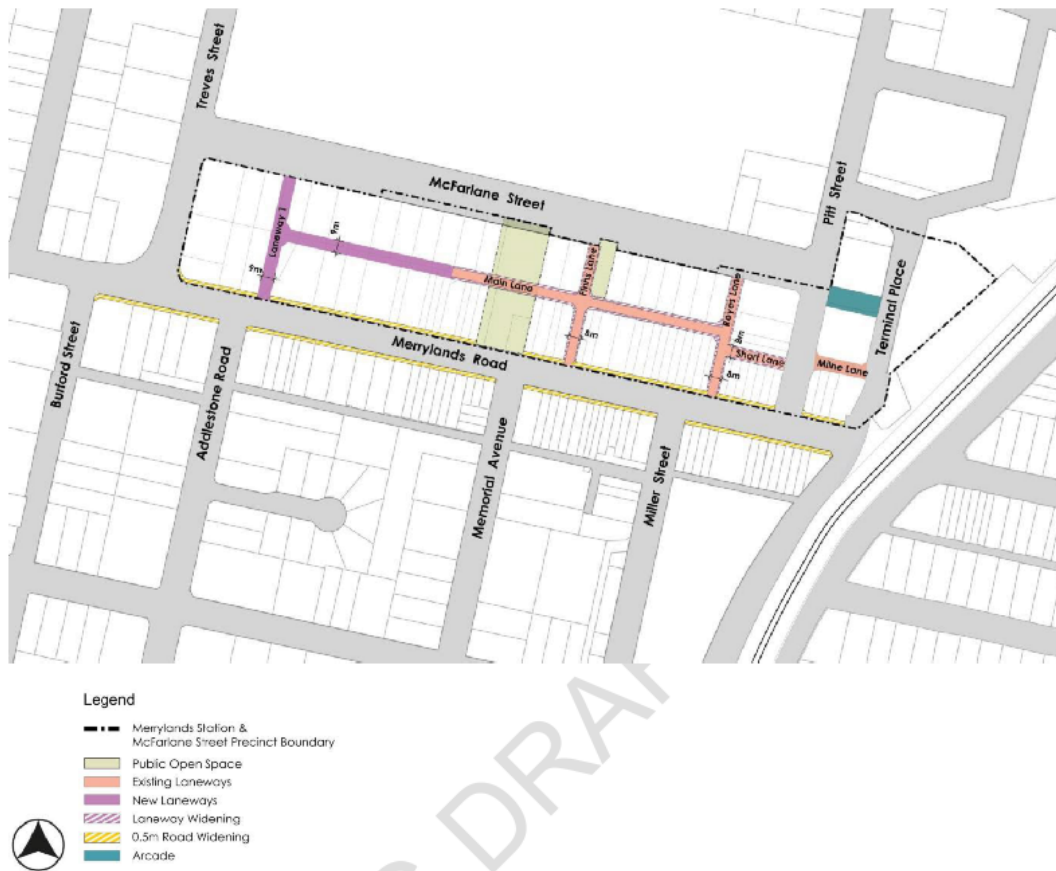 Treves Street
McFarlane Street
Pitt Street
Laneway 1
9m
9m
Main Lane
Finns Lane
Reyes Lane
8m
8m
8m
Short Lane
Milne Lane
Terminal Place
Merrylands Road
Burford Street
Addlestone Road
Memorial Avenue
Miller Street
Legend
Merrylands Station &
McFarlane Street Precinct Boundary
Public Open Space
Existing Laneways
New Laneways
Laneway Widening
0.5m Road Widening
Arcade